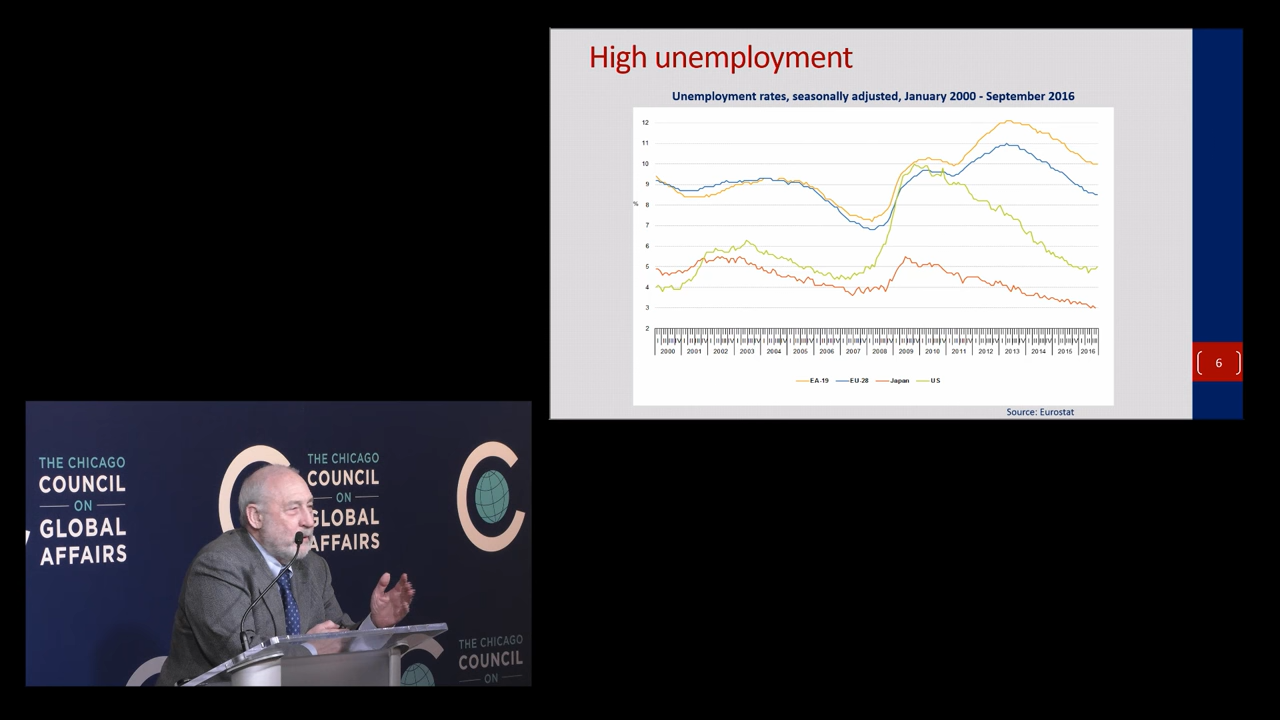 High unemployment
Unemployment rates, seasonally adjusted, January 2000 - September 2016
12
11
10
9
%
8
7
6
5
4
3
2
2000 2001 2002 2003 2004 2005 2006 2007 2008 2009 2010 2011 2012 2013 2014 2015 2016
EA-19 EU-28 Japan US
Source: Eurostat
6
THE CHICAGO
COUNCIL
ON
GLOBAL
AFFAIRS
THE CHICAGO
COUNCIL
ON
GLOBAL
AFFAIRS
THE CHICAGO
COUNCIL
ON